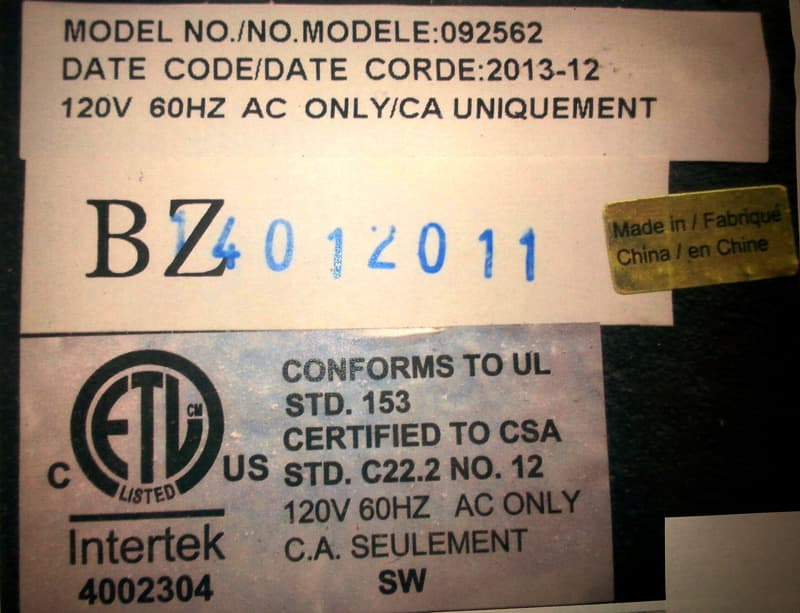 MODEL NO./NO.MODELE:092562
DATE CODE/DATE CORDE:2013-12
120V 60HZ AC ONLY/CA UNIQUEMENT
BZ14012011
Made in / Fabriqué
China / en Chine
ETL CM
C US
LISTED
Intertek
4002304
CONFORMS TO UL
STD. 153
CERTIFIED TO CSA
STD. C22.2 NO. 12
120V 60HZ AC ONLY
C.A. SEULEMENT
SW